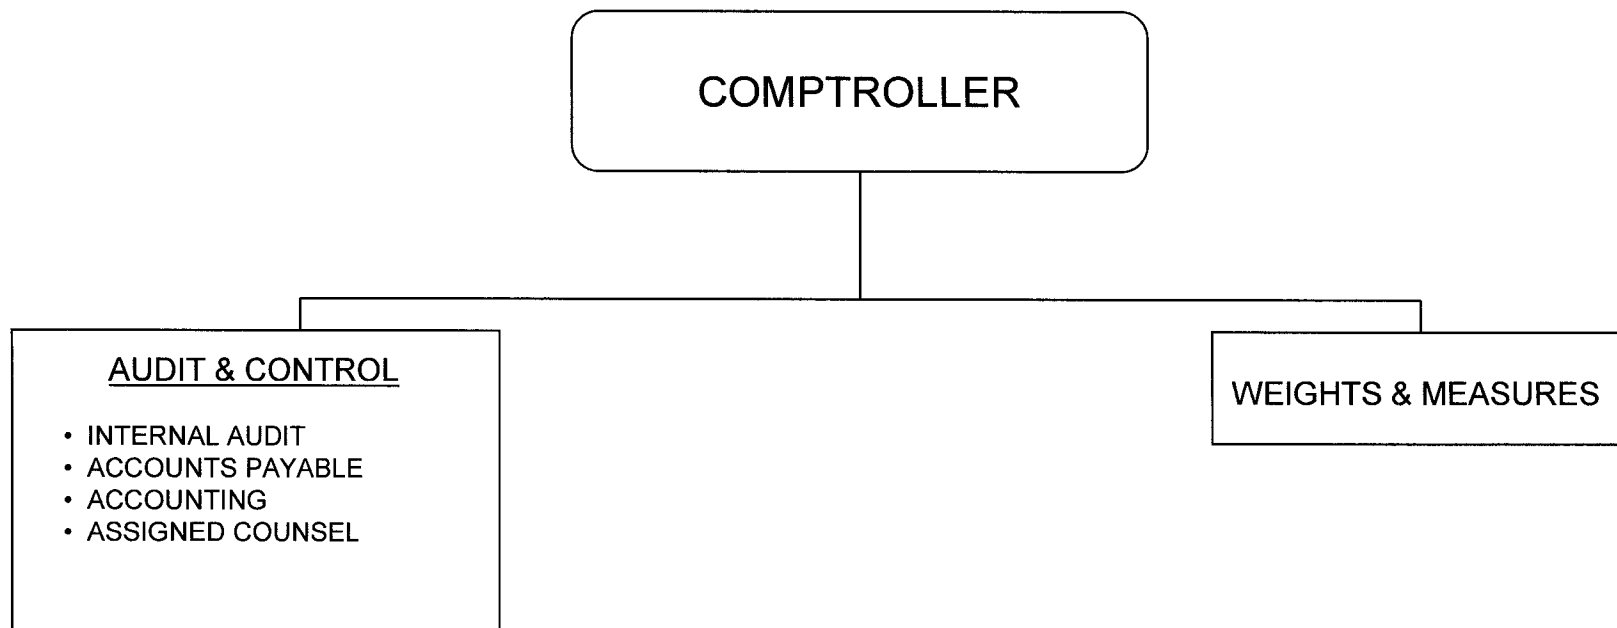 COMPTROLLER
AUDIT & CONTROL
• INTERNAL AUDIT
• ACCOUNTS PAYABLE
• ACCOUNTING
• ASSIGNED COUNSEL
WEIGHTS & MEASURES